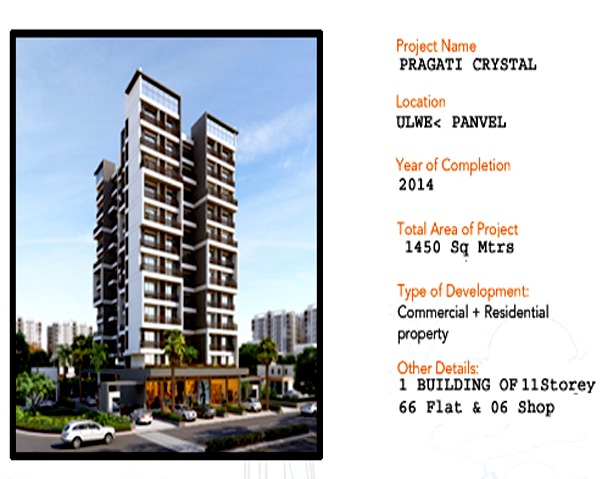 Project Name
PRAGATI CRYSTAL
Location
ULWE< PANVEL
Year of Completion
2014
Total Area of Project
1450 Sq Mtrs
Type of Development:
Commercial + Residential
property
Other Details:
1 BUILDING OF 11Storey
66 Flat & 06 Shop